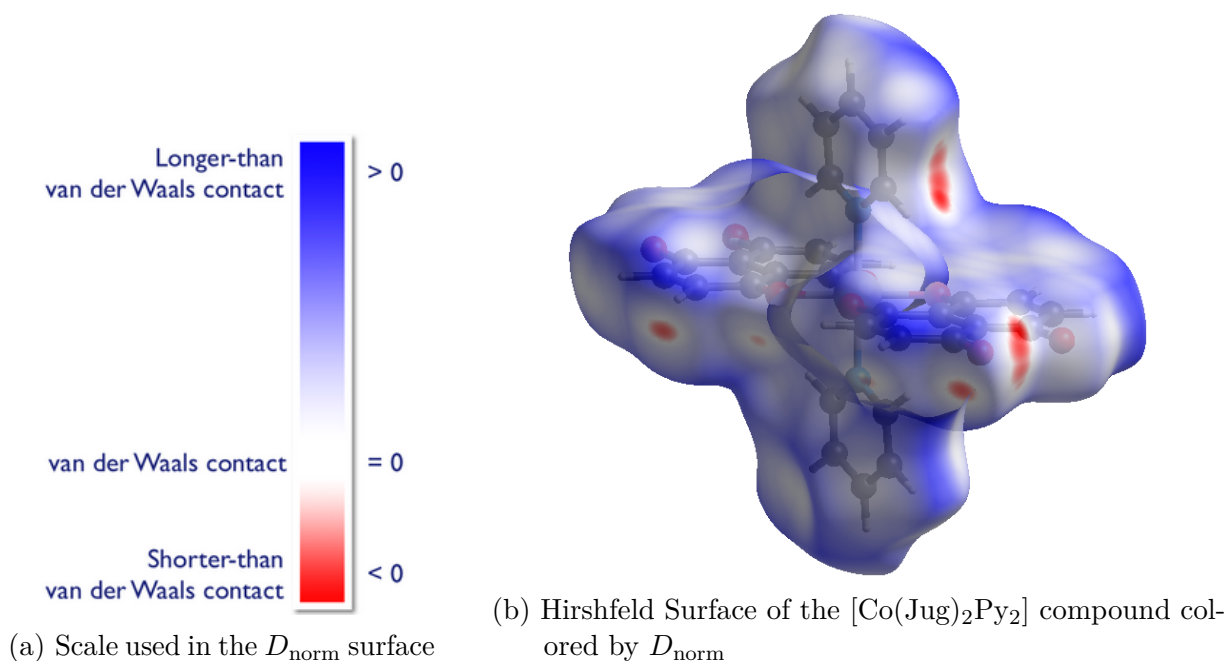 Longer-than
van der Waals contact
> 0
van der Waals contact
= 0
Shorter-than
van der Waals contact
< 0
(a) Scale used in the D_norm surface
(b) Hirshfeld Surface of the [Co(Jug)₂Py₂] compound col-
ored by D_norm